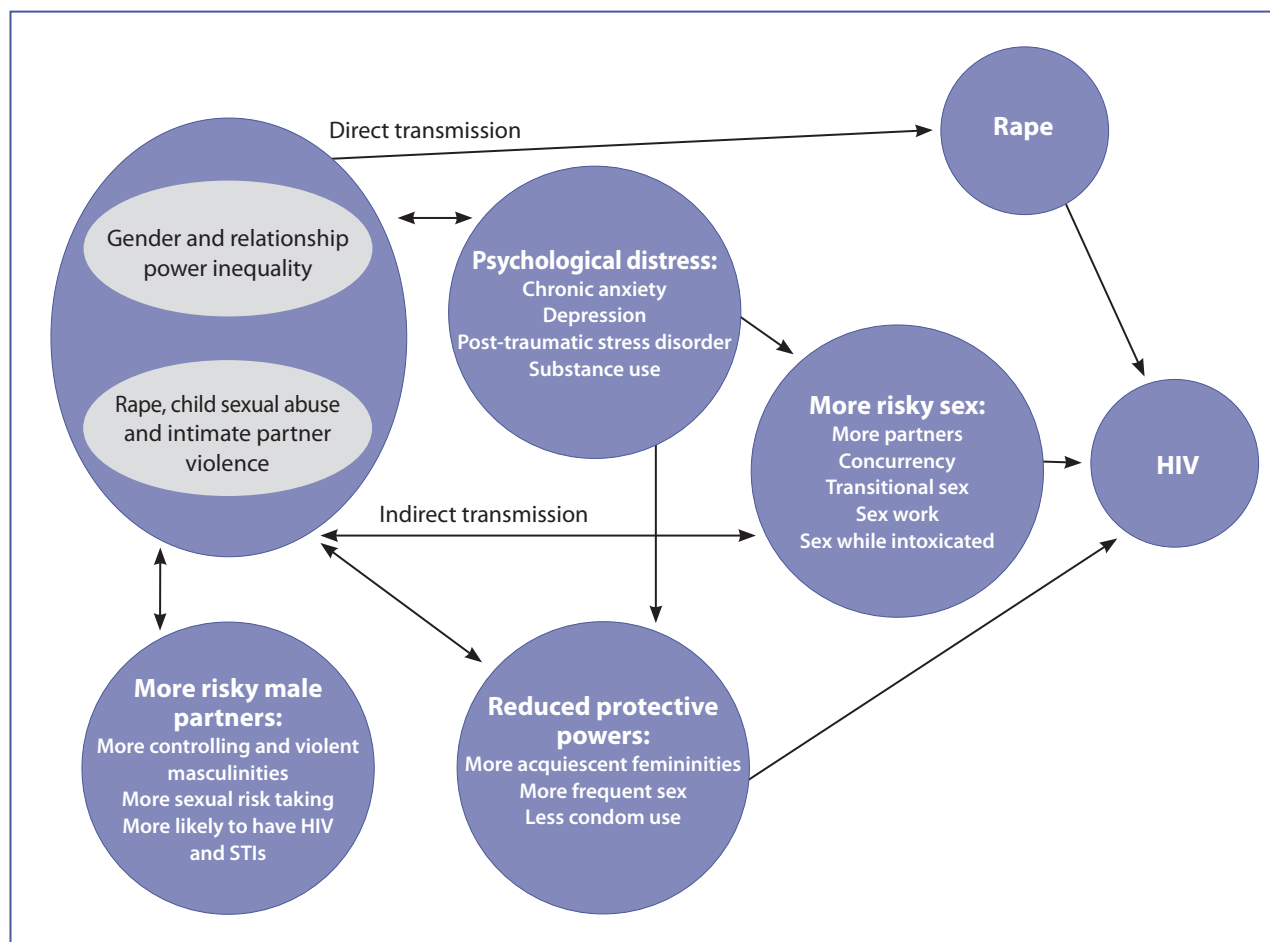 Direct transmission
Rape
Gender and relationship
power inequality
Psychological distress:
Chronic anxiety
Depression
Post-traumatic stress disorder
Substance use
Rape, child sexual abuse
and intimate partner
violence
More risky sex:
More partners
Concurrency
Transitional sex
Sex work
Sex while intoxicated
HIV
Indirect transmission
More risky male
partners:
More controlling and violent
masculinities
More sexual risk taking
More likely to have HIV
and STIs
Reduced protective
powers:
More acquiescent femininities
More frequent sex
Less condom use